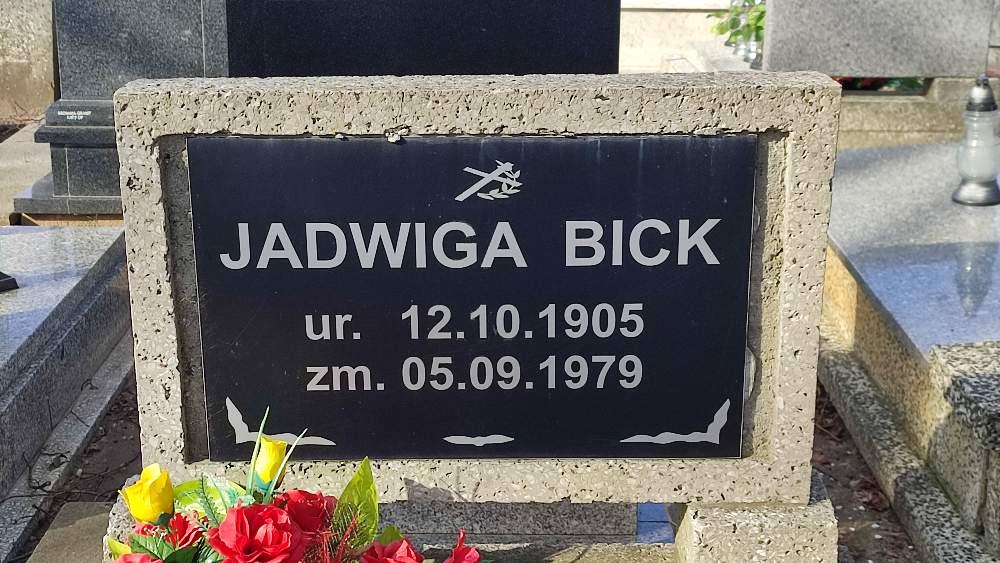 JADWIGA BICK
ur. 12.10.1905
zm. 05.09.1979